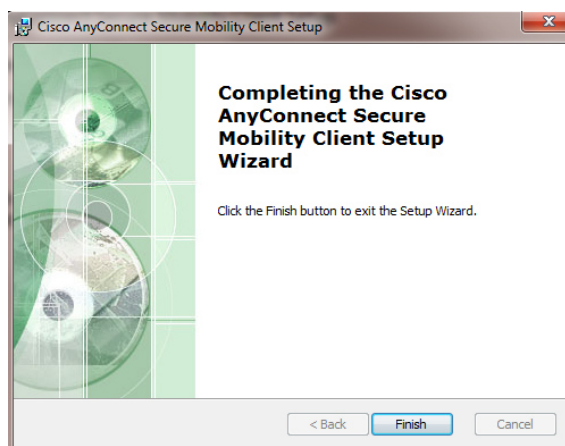 Cisco AnyConnect Secure Mobility Client Setup
Completing the Cisco
AnyConnect Secure
Mobility Client Setup
Wizard
Click the Finish button to exit the Setup Wizard.
< Back Finish Cancel